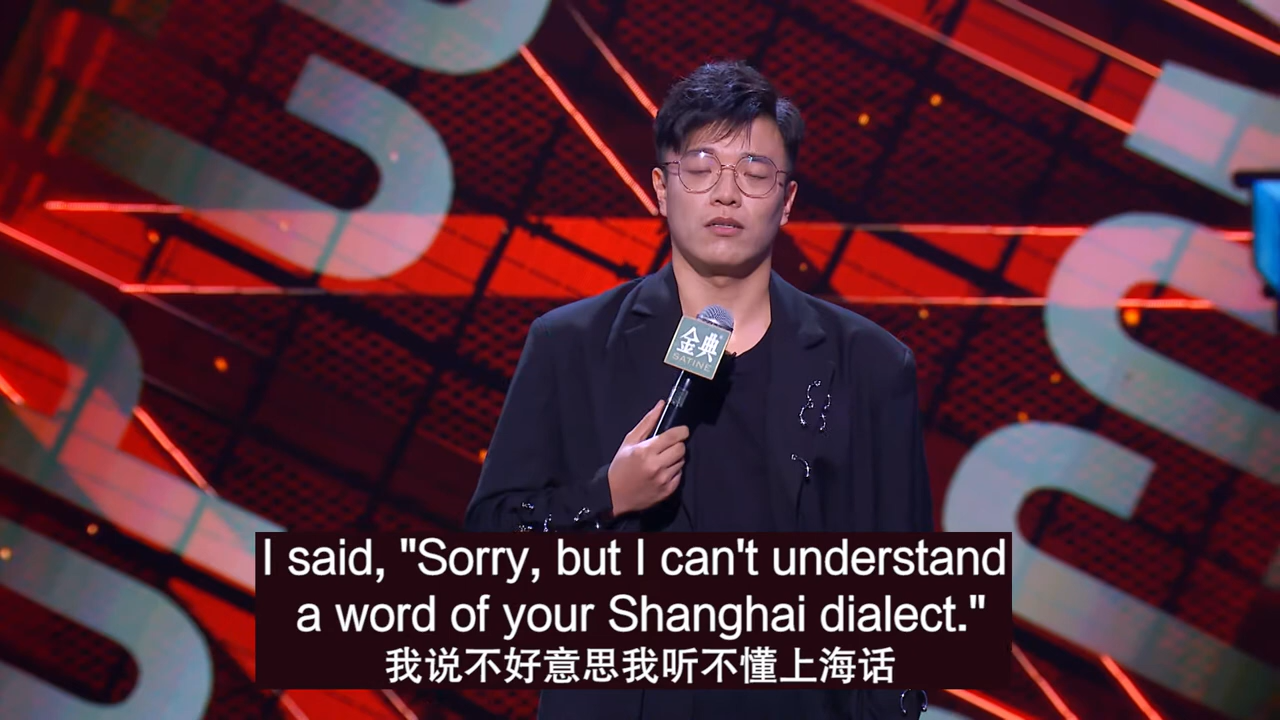 金典
SATINE
I said, "Sorry, but I can't understand
a word of your Shanghai dialect."
我说不好意思我听不懂上海话